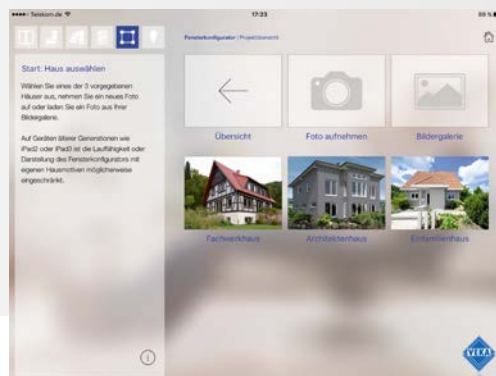 Telekom.de
17:23
89 %
Fensterkonfigurator | Projektübersicht
Start: Haus auswählen
Wählen Sie eines der 3 vorgegebenen
Häuser aus, nehmen Sie ein neues Foto
auf oder laden Sie ein Foto aus Ihrer
Bildergalerie.
Auf Geräten älterer Generationen wie
iPad2 oder iPad3 ist die Lauffähigkeit oder
Darstellung des Fensterkonfigurators mit
eigenen Hausmotiven möglicherweise
eingeschränkt.
Übersicht
Foto aufnehmen
Bildergalerie
Fachwerkhaus
Architektenhaus
Einfamilienhaus
VEKA